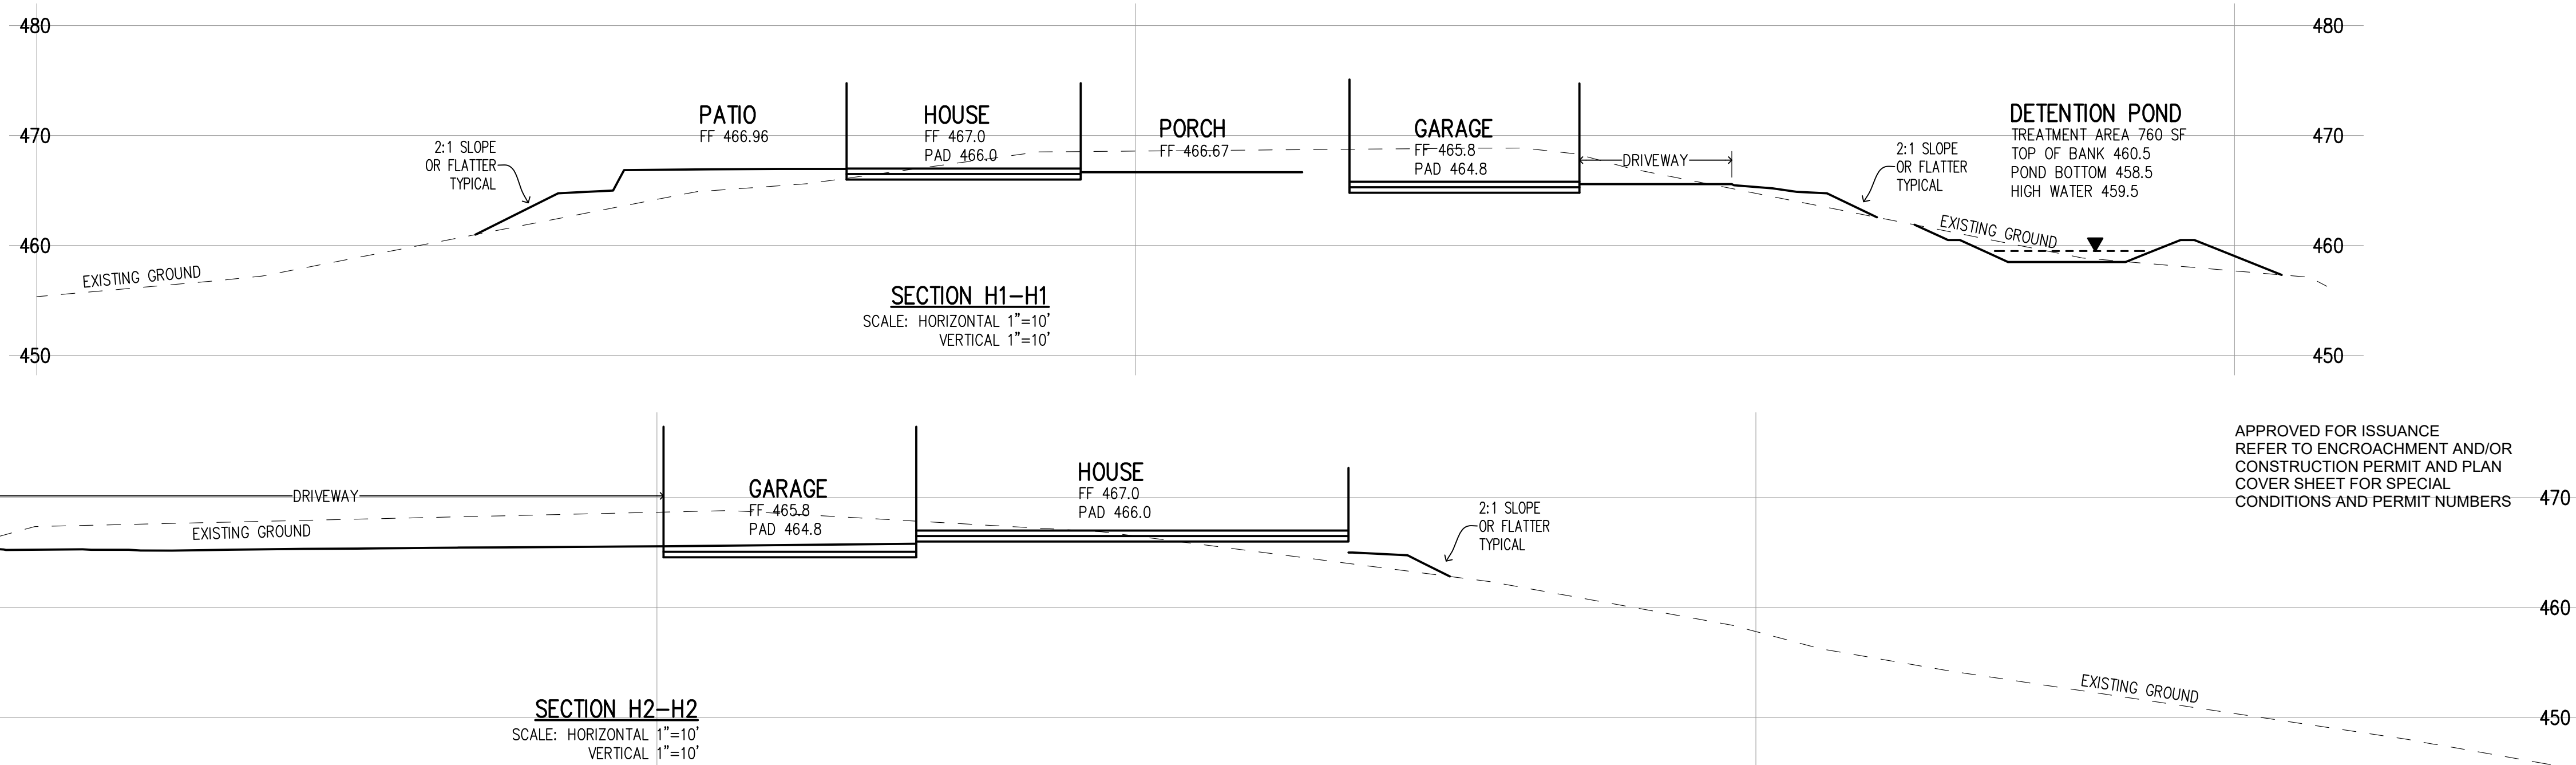 480
480
PATIO
FF 466.96
HOUSE
FF 467.0
PAD 466.0
PORCH
FF 466.67
GARAGE
FF 465.8
PAD 464.8
DETENTION POND
TREATMENT AREA 760 SF
TOP OF BANK 460.5
POND BOTTOM 458.5
HIGH WATER 459.5
470
470
2:1 SLOPE
OR FLATTER
TYPICAL
DRIVEWAY
2:1 SLOPE
OR FLATTER
TYPICAL
EXISTING GROUND
460
460
EXISTING GROUND
SECTION H1-H1
SCALE: HORIZONTAL 1"=10'
VERTICAL 1"=10'
450
450
APPROVED FOR ISSUANCE
REFER TO ENCROACHMENT AND/OR
CONSTRUCTION PERMIT AND PLAN
COVER SHEET FOR SPECIAL
CONDITIONS AND PERMIT NUMBERS
DRIVEWAY
GARAGE
FF 465.8
PAD 464.8
HOUSE
FF 467.0
PAD 466.0
470
2:1 SLOPE
OR FLATTER
TYPICAL
EXISTING GROUND
460
EXISTING GROUND
SECTION H2-H2
SCALE: HORIZONTAL 1"=10'
VERTICAL 1"=10'
450